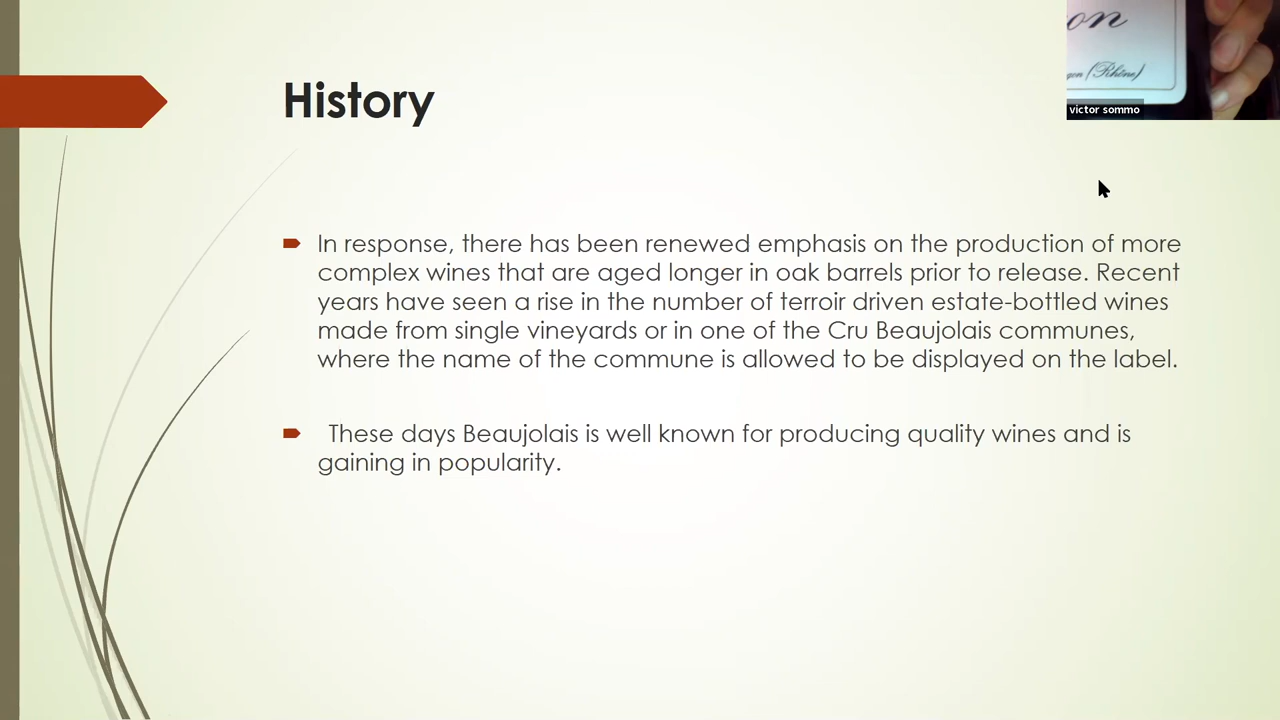 History
In response, there has been renewed emphasis on the production of more
complex wines that are aged longer in oak barrels prior to release. Recent
years have seen a rise in the number of terroir driven estate-bottled wines
made from single vineyards or in one of the Cru Beaujolais communes,
where the name of the commune is allowed to be displayed on the label.
These days Beaujolais is well known for producing quality wines and is
gaining in popularity.
on
gon (Rhône)
victor sommo